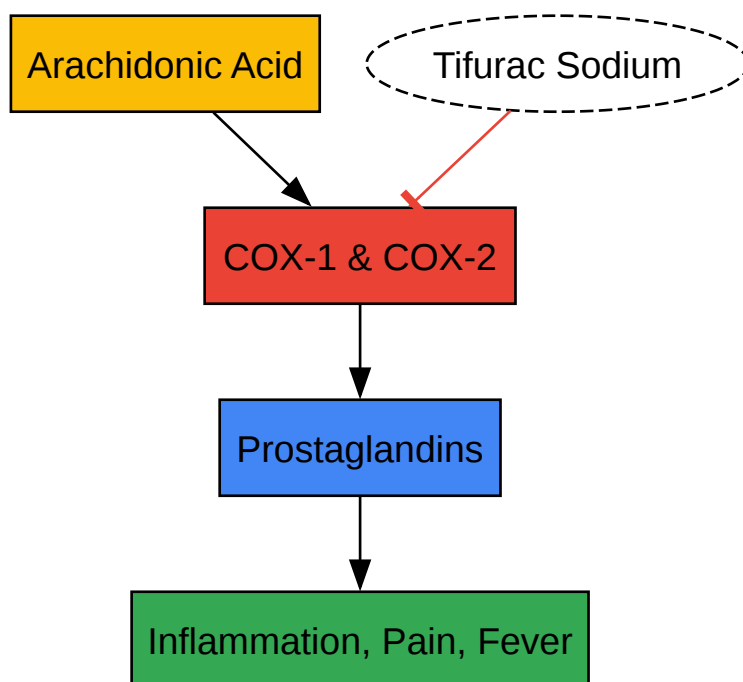 Arachidonic Acid
Tifurac Sodium
COX-1 & COX-2
Prostaglandins
Inflammation, Pain, Fever